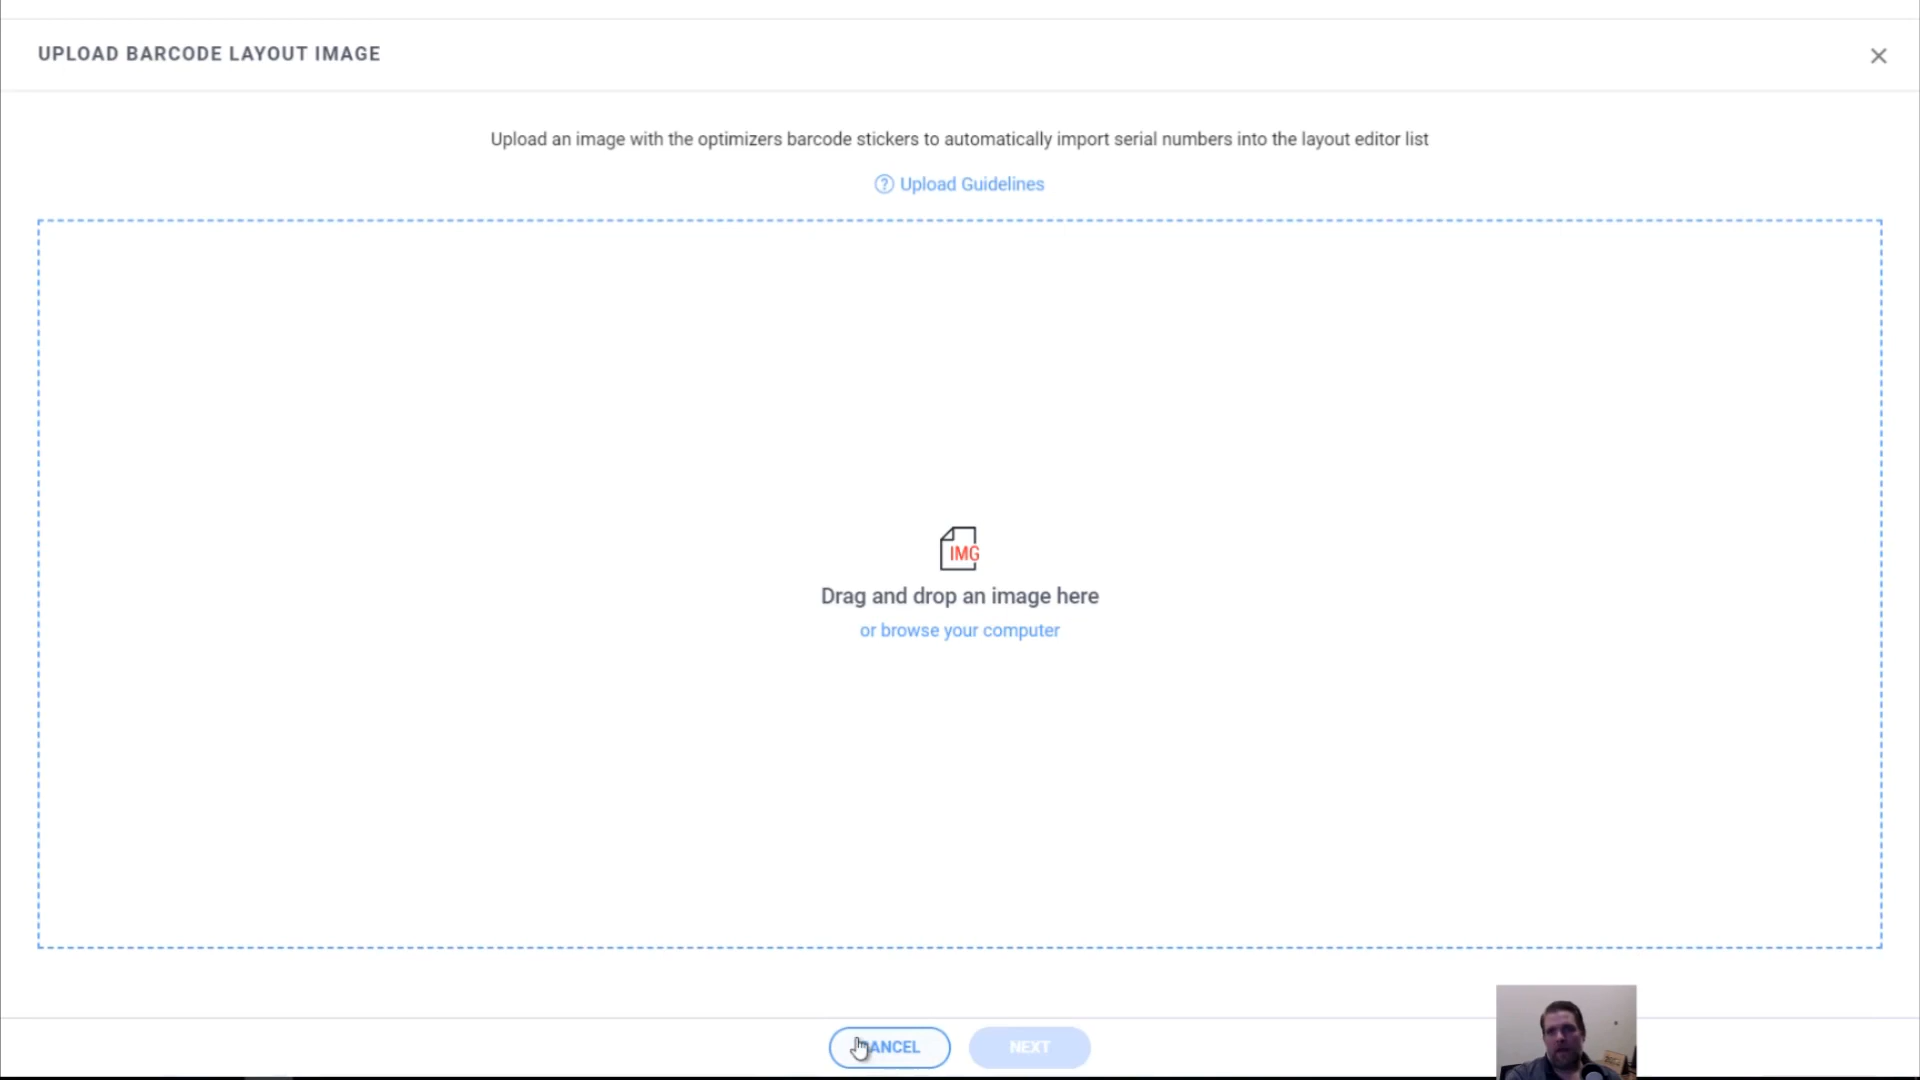 UPLOAD BARCODE LAYOUT IMAGE
Upload an image with the optimizers barcode stickers to automatically import serial numbers into the layout editor list
? Upload Guidelines
IMG
Drag and drop an image here
or browse your computer
CANCEL
NEXT